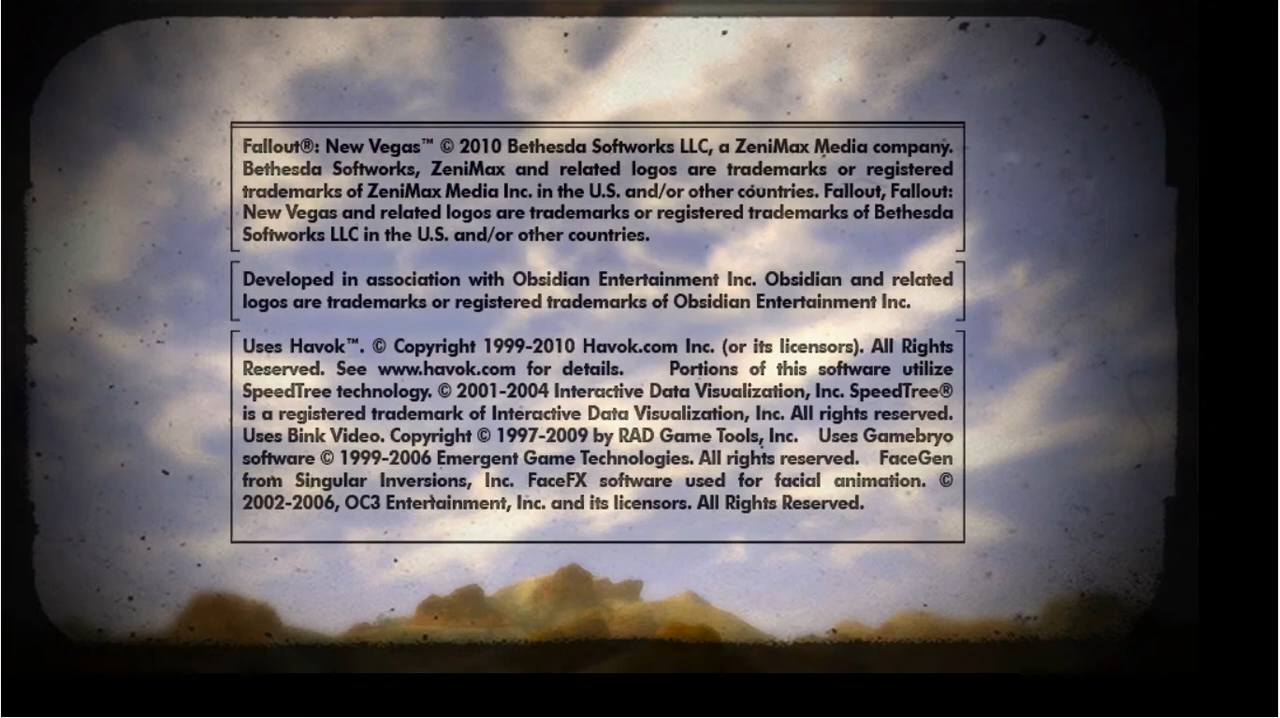 Fallout®: New Vegas™ © 2010 Bethesda Softworks LLC, a ZeniMax Media company.
Bethesda Softworks, ZeniMax and related logos are trademarks or registered
trademarks of ZeniMax Media Inc. in the U.S. and/or other countries. Fallout, Fallout:
New Vegas and related logos are trademarks or registered trademarks of Bethesda
Softworks LLC in the U.S. and/or other countries.
Developed in association with Obsidian Entertainment Inc. Obsidian and related
logos are trademarks or registered trademarks of Obsidian Entertainment Inc.
Uses Havok™. © Copyright 1999-2010 Havok.com Inc. (or its licensors). All Rights
Reserved. See www.havok.com for details. Portions of this software utilize
SpeedTree technology. © 2001-2004 Interactive Data Visualization, Inc. SpeedTree®
is a registered trademark of Interactive Data Visualization, Inc. All rights reserved.
Uses Bink Video. Copyright © 1997-2009 by RAD Game Tools, Inc. Uses Gamebryo
software © 1999-2006 Emergent Game Technologies. All rights reserved. FaceGen
from Singular Inversions, Inc. FaceFX software used for facial animation. ©
2002-2006, OC3 Entertainment, Inc. and its licensors. All Rights Reserved.